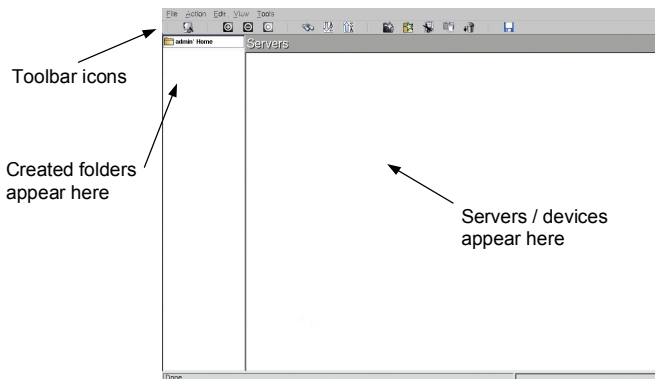 File Action Edit View Tools
admin' Home
Servers
Toolbar icons
Created folders
appear here
Servers / devices
appear here
Done